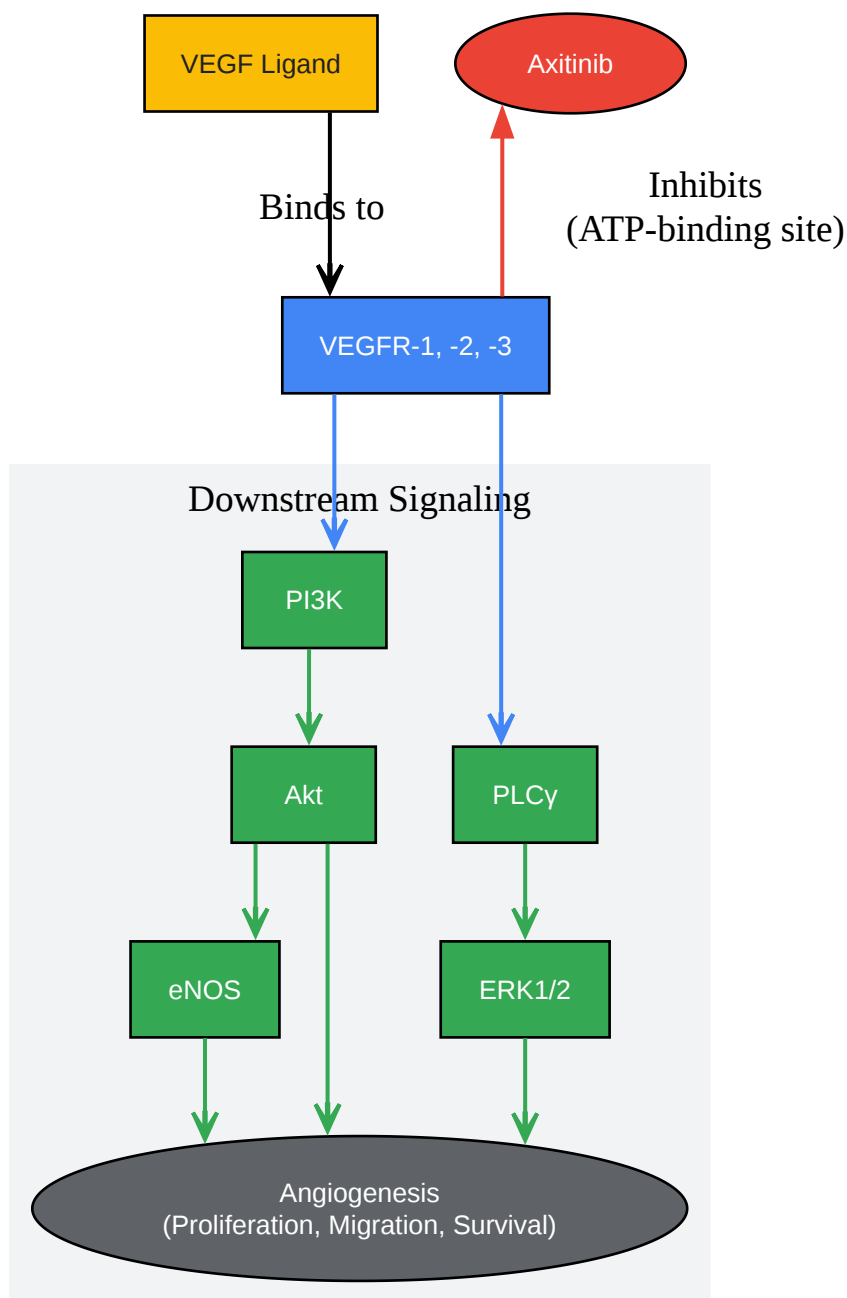 VEGF Ligand
Axitinib
Binds to
Inhibits
(ATP-binding site)
VEGFR-1, -2, -3
Downstream Signaling
PI3K
Akt
PLCγ
eNOS
ERK1/2
Angiogenesis
(Proliferation, Migration, Survival)